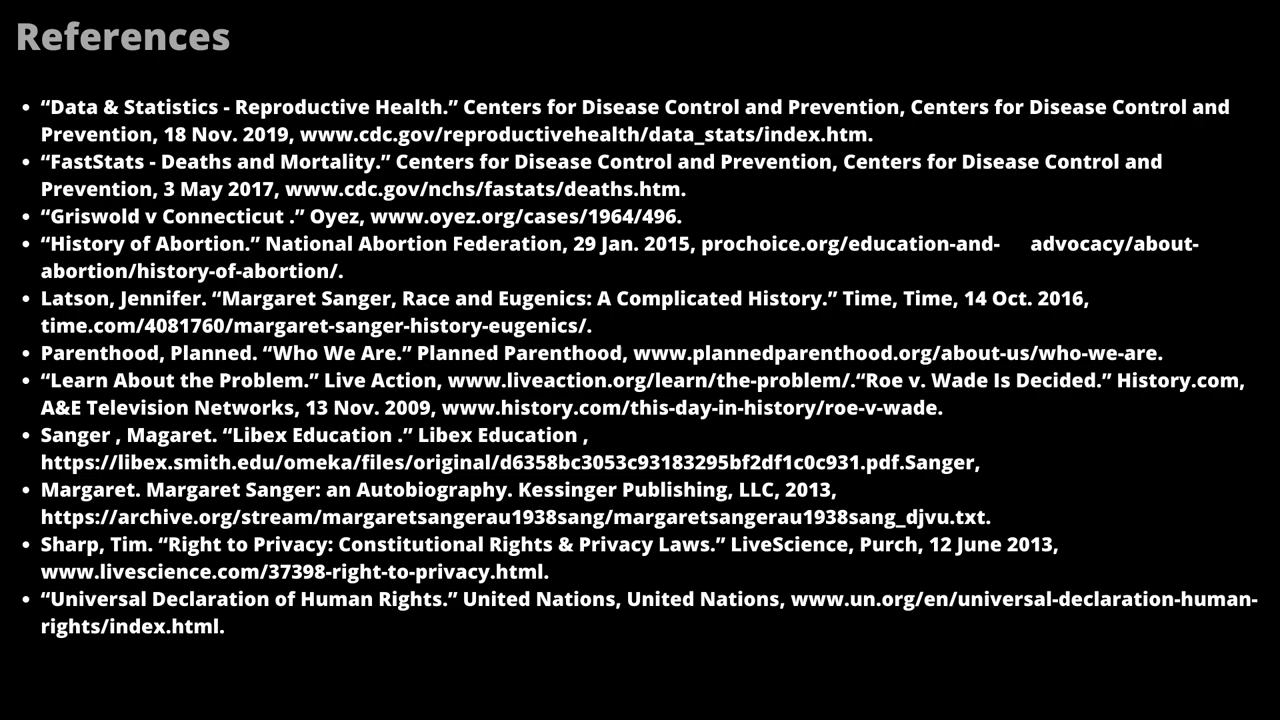 References
• “Data & Statistics - Reproductive Health.” Centers for Disease Control and Prevention, Centers for Disease Control and
Prevention, 18 Nov. 2019, www.cdc.gov/reproductivehealth/data_stats/index.htm.
• “FastStats - Deaths and Mortality.” Centers for Disease Control and Prevention, Centers for Disease Control and
Prevention, 3 May 2017, www.cdc.gov/nchs/fastats/deaths.htm.
• “Griswold v Connecticut .” Oyez, www.oyez.org/cases/1964/496.
• “History of Abortion.” National Abortion Federation, 29 Jan. 2015, prochoice.org/education-and- advocacy/about-
abortion/history-of-abortion/.
• Latson, Jennifer. “Margaret Sanger, Race and Eugenics: A Complicated History.” Time, Time, 14 Oct. 2016,
time.com/4081760/margaret-sanger-history-eugenics/.
• Parenthood, Planned. “Who We Are.” Planned Parenthood, www.plannedparenthood.org/about-us/who-we-are.
• “Learn About the Problem.” Live Action, www.liveaction.org/learn/the-problem/.“Roe v. Wade Is Decided.” History.com,
A&E Television Networks, 13 Nov. 2009, www.history.com/this-day-in-history/roe-v-wade.
• Sanger , Magaret. “Libex Education .” Libex Education ,
https://libex.smith.edu/omeka/files/original/d6358bc3053c93183295bf2df1c0c931.pdf.Sanger,
• Margaret. Margaret Sanger: an Autobiography. Kessinger Publishing, LLC, 2013,
https://archive.org/stream/margaretsangerau1938sang/margaretsangerau1938sang_djvu.txt.
• Sharp, Tim. “Right to Privacy: Constitutional Rights & Privacy Laws.” LiveScience, Purch, 12 June 2013,
www.livescience.com/37398-right-to-privacy.html.
• “Universal Declaration of Human Rights.” United Nations, United Nations, www.un.org/en/universal-declaration-human-
rights/index.html.